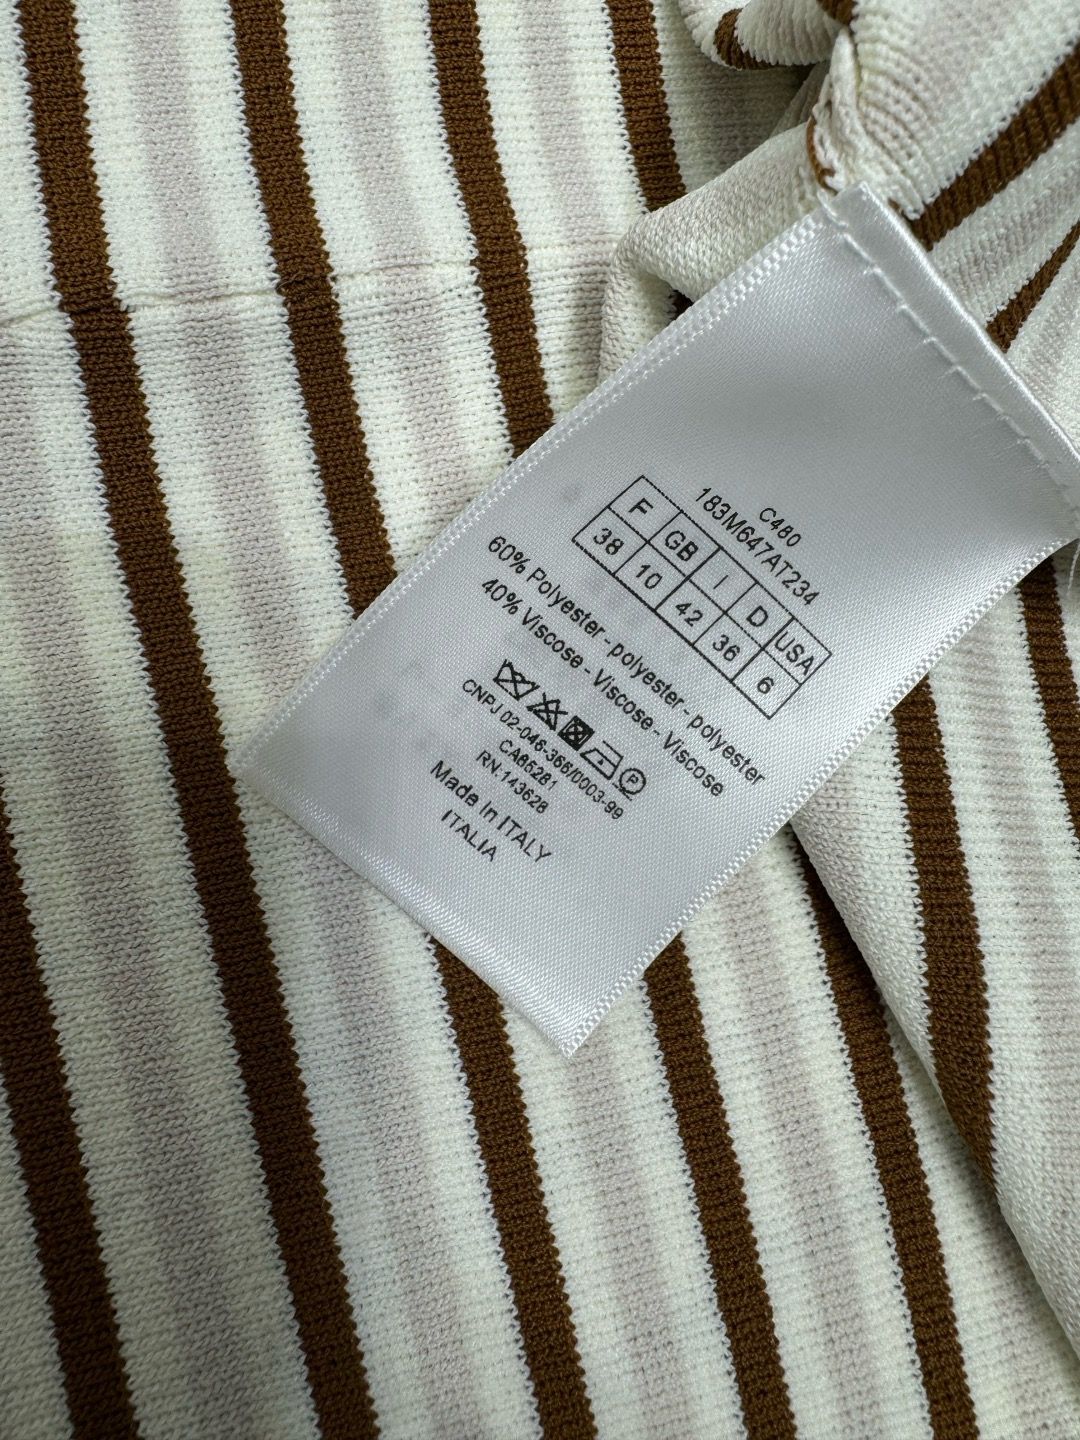 C480
183M647AT234
F GB I D USA
38 10 42 36 6
60% Polyester - polyester - polyester
40% Viscose - Viscose - Viscose
P
CNPJ 02-046-366/0003-99
CA65281
RN:143628
Made In ITALY
ITALIA